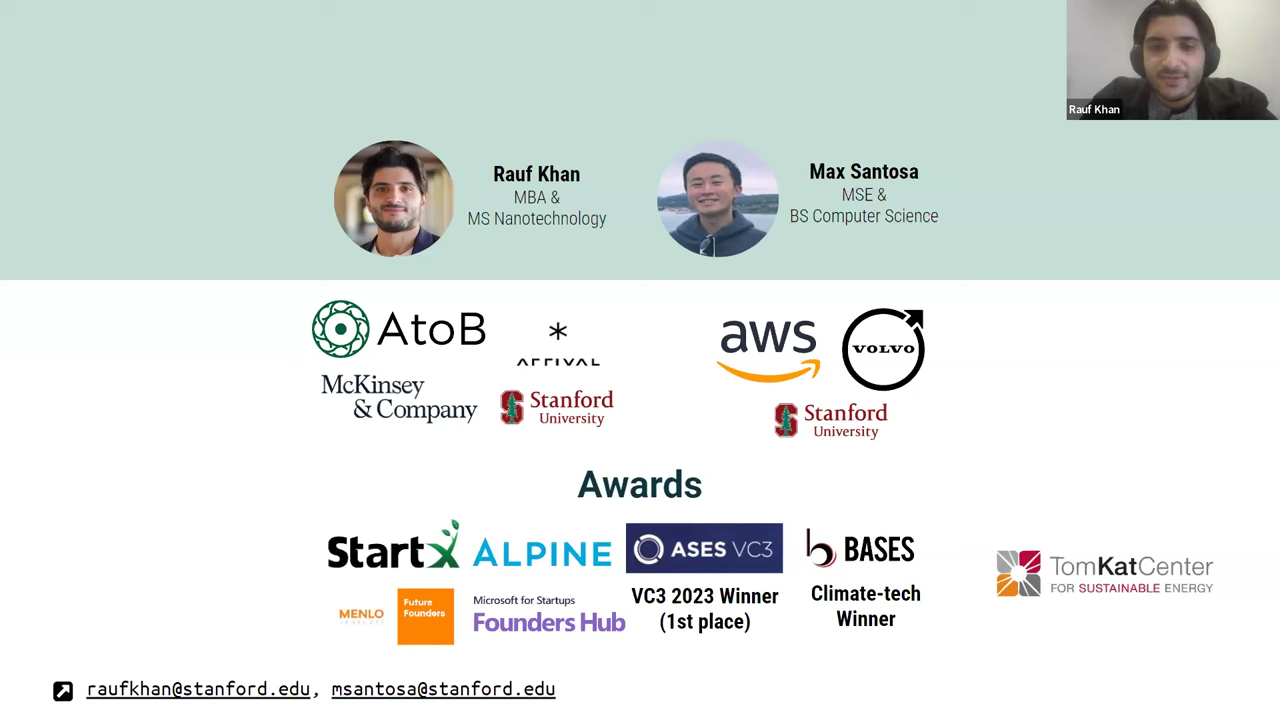 Rauf Khan
Rauf Khan
MBA &
MS Nanotechnology
Max Santosa
MSE &
BS Computer Science
AtoB
McKinsey
& Company
Stanford
University
aws
VOLVO
Stanford
University
Awards
StartX
ALPINE
ASES VC3
VC3 2023 Winner
(1st place)
BASES
Climate-tech
Winner
TomKatCenter
FOR SUSTAINABLE ENERGY
MENLO
Future
Founders
Microsoft for Startups
Founders Hub
raufkhan@stanford.edu, msantosa@stanford.edu